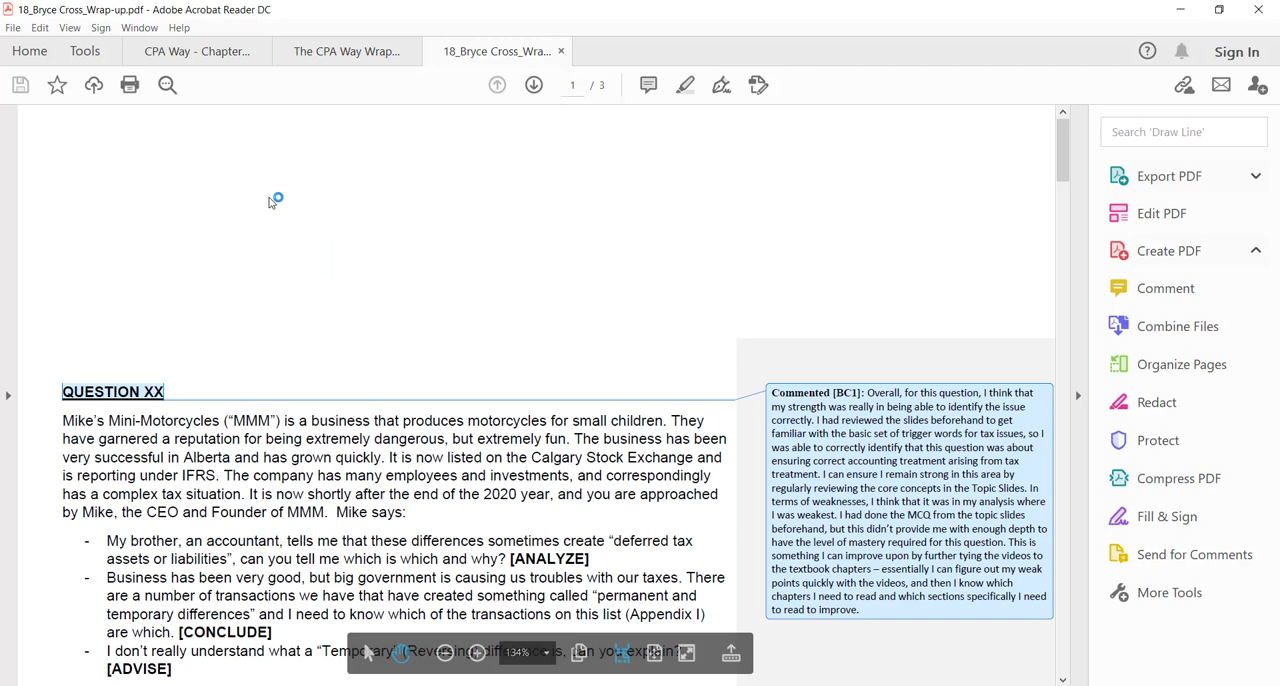 18_Bryce Cross_Wrap-up.pdf - Adobe Acrobat Reader DC
File Edit View Sign Window Help
Home Tools CPA Way - Chapter... The CPA Way Wrap... 18_Bryce Cross_Wra... × Sign In
1 / 3
Search 'Draw Line'
Export PDF
Edit PDF
Create PDF
Comment
Combine Files
Organize Pages
Redact
Protect
Compress PDF
Fill & Sign
Send for Comments
More Tools
QUESTION XX
Mike's Mini-Motorcycles ("MMM") is a business that produces motorcycles for small children. They
have garnered a reputation for being extremely dangerous, but extremely fun. The business has been
very successful in Alberta and has grown quickly. It is now listed on the Calgary Stock Exchange and
is reporting under IFRS. The company has many employees and investments, and correspondingly
has a complex tax situation. It is now shortly after the end of the 2020 year, and you are approached
by Mike, the CEO and Founder of MMM. Mike says:
- My brother, an accountant, tells me that these differences sometimes create "deferred tax
assets or liabilities", can you tell me which is which and why? [ANALYZE]
- Business has been very good, but big government is causing us troubles with our taxes. There
are a number of transactions we have that have created something called "permanent and
temporary differences" and I need to know which of the transactions on this list (Appendix I)
are which. [CONCLUDE]
- I don't really understand what a "Temporary" (Reversing) difference is, can you explain?
[ADVISE]
134%
Commented [BC1]: Overall, for this question, I think that
my strength was really in being able to identify the issue
correctly. I had reviewed the slides beforehand to get
familiar with the basic set of trigger words for tax issues, so I
was able to correctly identify that this question was about
ensuring correct accounting treatment arising from tax
treatment. I can ensure I remain strong in this area by
regularly reviewing the core concepts in the Topic Slides. In
terms of weaknesses, I think that it was in my analysis where
I was weakest. I had done the MCQ from the topic slides
beforehand, but this didn't provide me with enough depth to
have the level of mastery required for this question. This is
something I can improve upon by further tying the videos to
the textbook chapters – essentially I can figure out my weak
points quickly with the videos, and then I know which
chapters I need to read and which sections specifically I need
to read to improve.